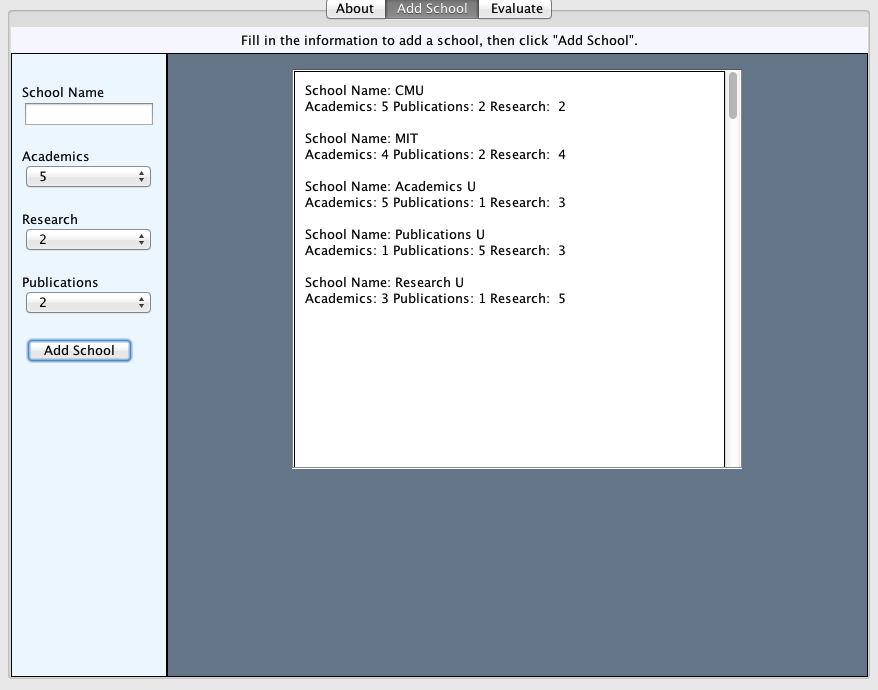 About Add School Evaluate
Fill in the information to add a school, then click "Add School".
School Name
Academics
5
Research
2
Publications
2
Add School
School Name: CMU
Academics: 5 Publications: 2 Research:  2
School Name: MIT
Academics: 4 Publications: 2 Research:  4
School Name: Academics U
Academics: 5 Publications: 1 Research:  3
School Name: Publications U
Academics: 1 Publications: 5 Research:  3
School Name: Research U
Academics: 3 Publications: 1 Research:  5